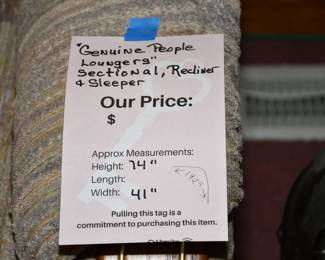 "Genuine People
Loungers"
Sectional, Recliner
& Sleeper
Our Price:
$
Approx Measurements:
Height: 74"
Length:
Width: 41"
Pulling this tag is a
commitment to purchasing this item.